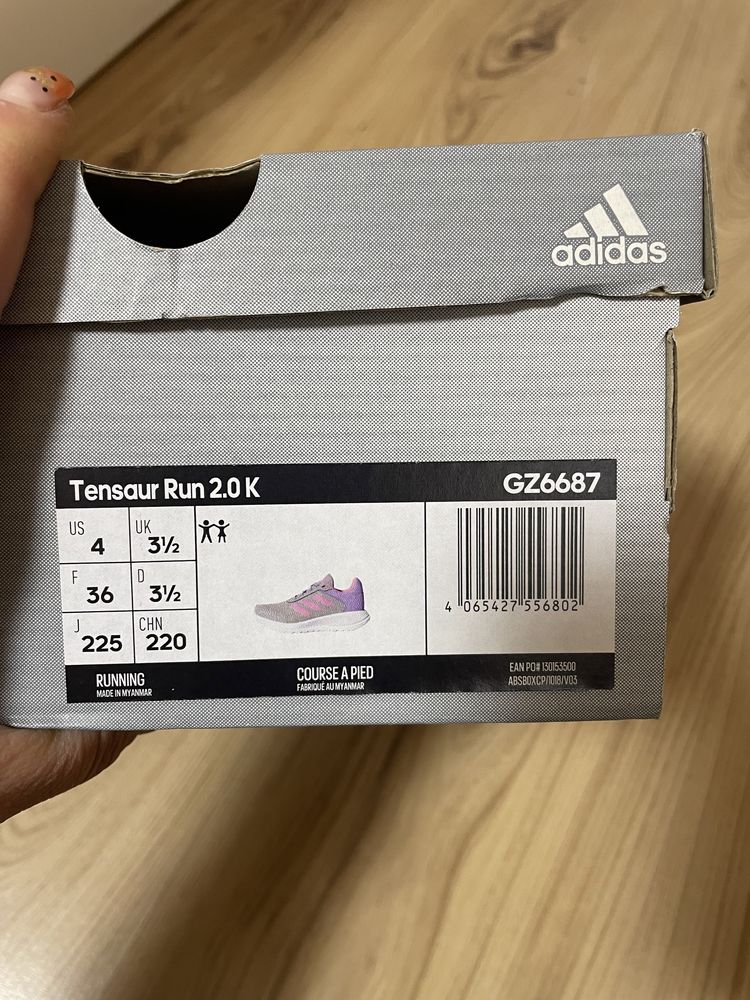 adidas
Tensaur Run 2.0 K GZ6687
US 4 UK 3½
F 36 D 3½
J 225 CHN 220
4 065427 556802
RUNNING
MADE IN MYANMAR
COURSE A PIED
FABRIQUÉ AU MYANMAR
EAN PO# 130153500
ABSBOXCP/1018/V03